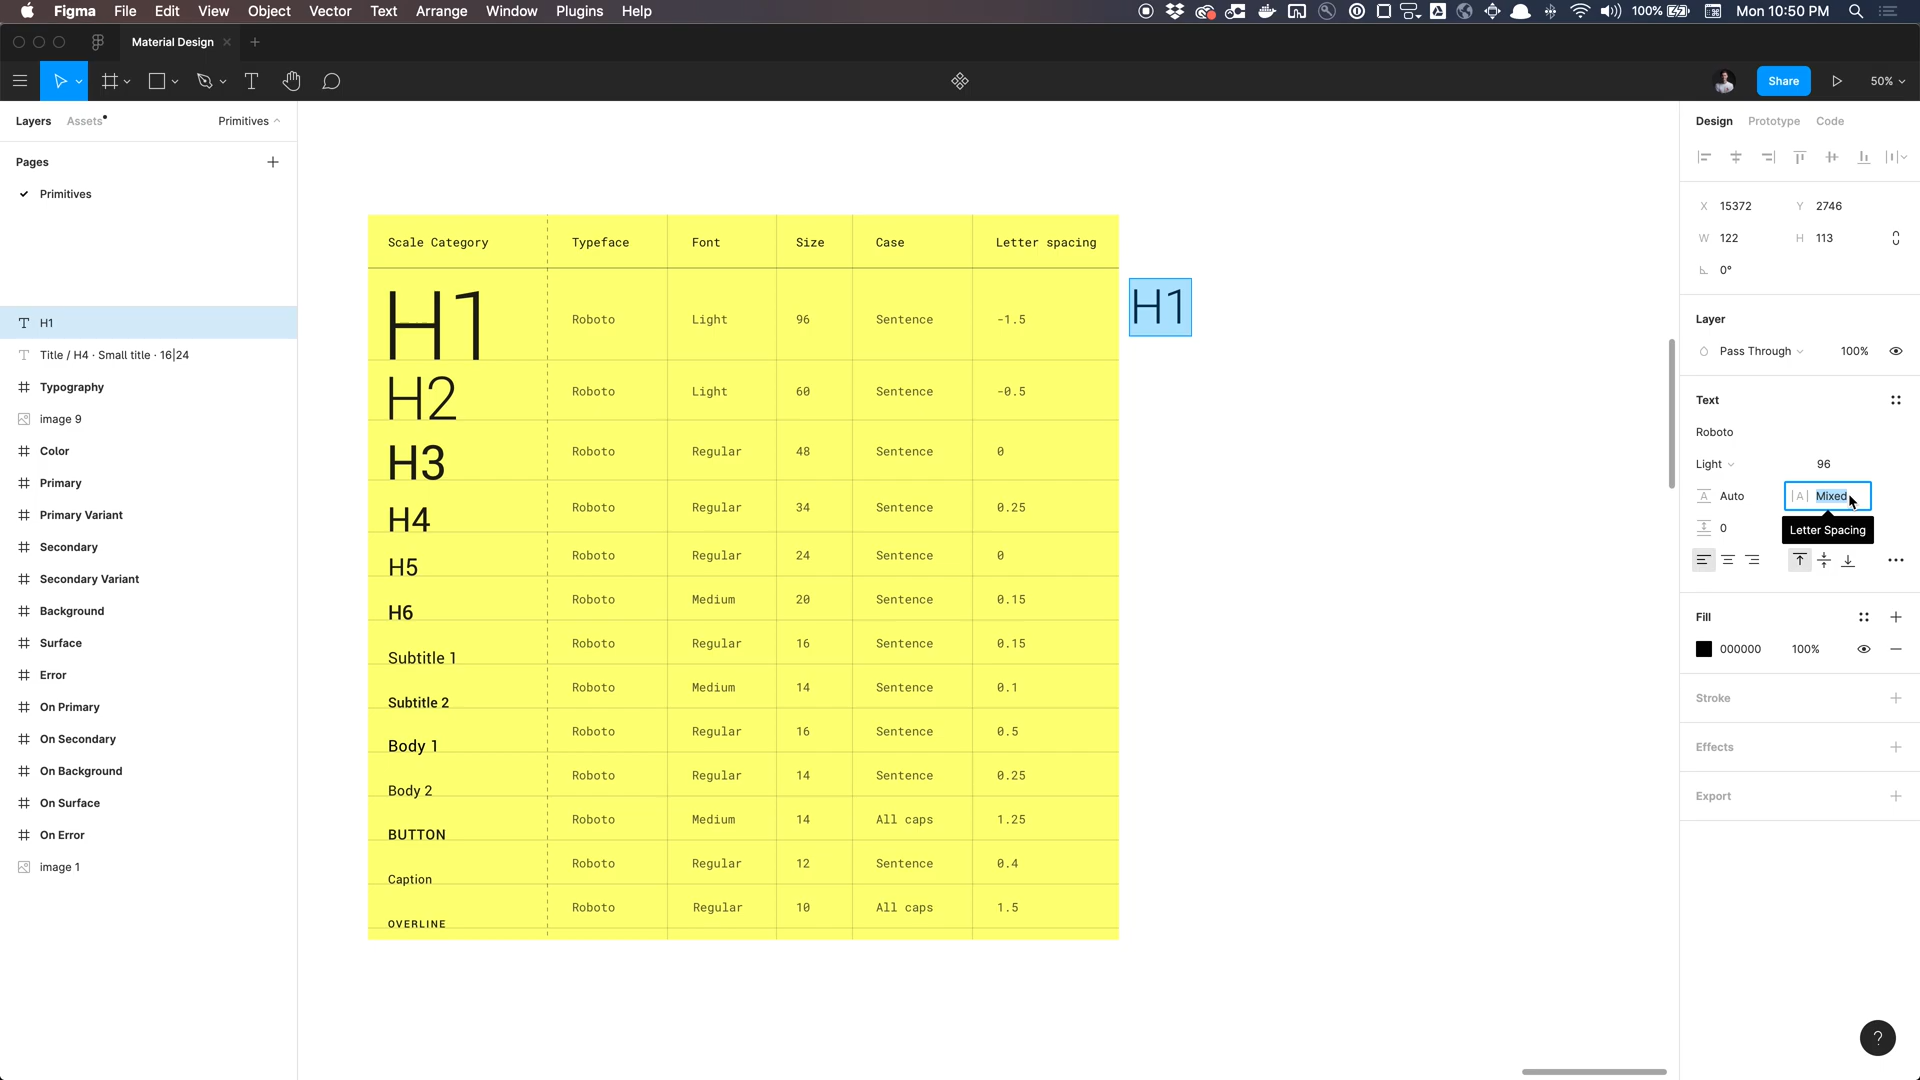 Figma File Edit View Object Vector Text Arrange Window Plugins Help 100% Mon 10:50 PM
Material Design
Share 50%
Layers Assets Primitives
Pages
Primitives
H1
Title / H4 · Small title · 16|24
Typography
image 9
Color
Primary
Primary Variant
Secondary
Secondary Variant
Background
Surface
Error
On Primary
On Secondary
On Background
On Surface
On Error
image 1
Scale Category Typeface Font Size Case Letter spacing
H1 Roboto Light 96 Sentence -1.5
H2 Roboto Light 60 Sentence -0.5
H3 Roboto Regular 48 Sentence 0
H4 Roboto Regular 34 Sentence 0.25
H5 Roboto Regular 24 Sentence 0
H6 Roboto Medium 20 Sentence 0.15
Subtitle 1 Roboto Regular 16 Sentence 0.15
Subtitle 2 Roboto Medium 14 Sentence 0.1
Body 1 Roboto Regular 16 Sentence 0.5
Body 2 Roboto Regular 14 Sentence 0.25
BUTTON Roboto Medium 14 All caps 1.25
Caption Roboto Regular 12 Sentence 0.4
OVERLINE Roboto Regular 10 All caps 1.5
H1
Design Prototype Code
X 15372 Y 2746
W 122 H 113
0°
Layer
Pass Through 100%
Text
Roboto
Light 96
A Auto |A| Mixed
0 Letter Spacing
Fill
000000 100%
Stroke
Effects
Export
?